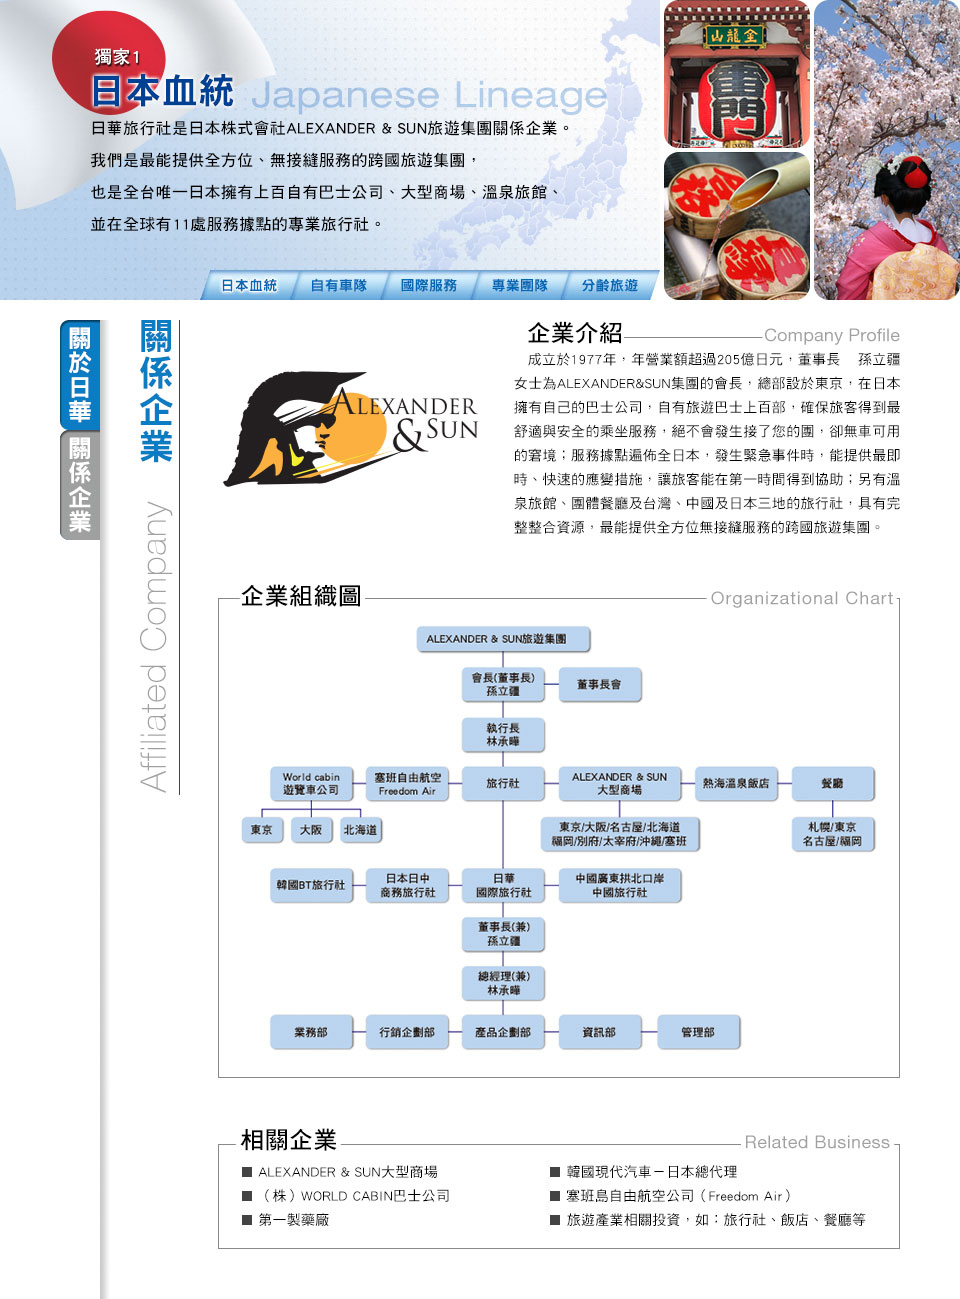 獨家1
日本血統 Japanese Lineage
日華旅行社是日本株式會社ALEXANDER & SUN旅遊集團關係企業。
我們是最能提供全方位、無接縫服務的跨國旅遊集團，
也是全台唯一日本擁有上百自有巴士公司、大型商場、溫泉旅館、
並在全球有11處服務據點的專業旅行社。
日本血統 自有車隊 國際服務 專業團隊 分齡旅遊
金龍山
雷門
合格
關於日華
關係企業
關係企業
Affiliated Company
ALEXANDER
& SUN
企業介紹 Company Profile
成立於1977年，年營業額超過205億日元，董事長 孫立疆
女士為ALEXANDER&SUN集團的會長，總部設於東京，在日本
擁有自己的巴士公司，自有旅遊巴士上百部，確保旅客得到最
舒適與安全的乘坐服務，絕不會發生接了您的團，卻無車可用
的窘境；服務據點遍佈全日本，發生緊急事件時，能提供最即
時、快速的應變措施，讓旅客能在第一時間得到協助；另有溫
泉旅館、團體餐廳及台灣、中國及日本三地的旅行社，具有完
整整合資源，最能提供全方位無接縫服務的跨國旅遊集團。
企業組織圖 Organizational Chart
ALEXANDER & SUN旅遊集團
會長(董事長)
孫立疆
董事長會
執行長
林承曄
World cabin
遊覽車公司
塞班自由航空
Freedom Air
旅行社
ALEXANDER & SUN
大型商場
熱海溫泉飯店
餐廳
東京
大阪
北海道
東京/大阪/名古屋/北海道
福岡/別府/太宰府/沖繩/塞班
札幌/東京
名古屋/福岡
韓國BT旅行社
日本日中
商務旅行社
日華
國際旅行社
中國廣東拱北口岸
中國旅行社
董事長(兼)
孫立疆
總經理(兼)
林承曄
業務部
行銷企劃部
產品企劃部
資訊部
管理部
相關企業 Related Business
■ ALEXANDER & SUN大型商場
■ （株）WORLD CABIN巴士公司
■ 第一製藥廠
■ 韓國現代汽車－日本總代理
■ 塞班島自由航空公司（Freedom Air）
■ 旅遊產業相關投資，如：旅行社、飯店、餐廳等